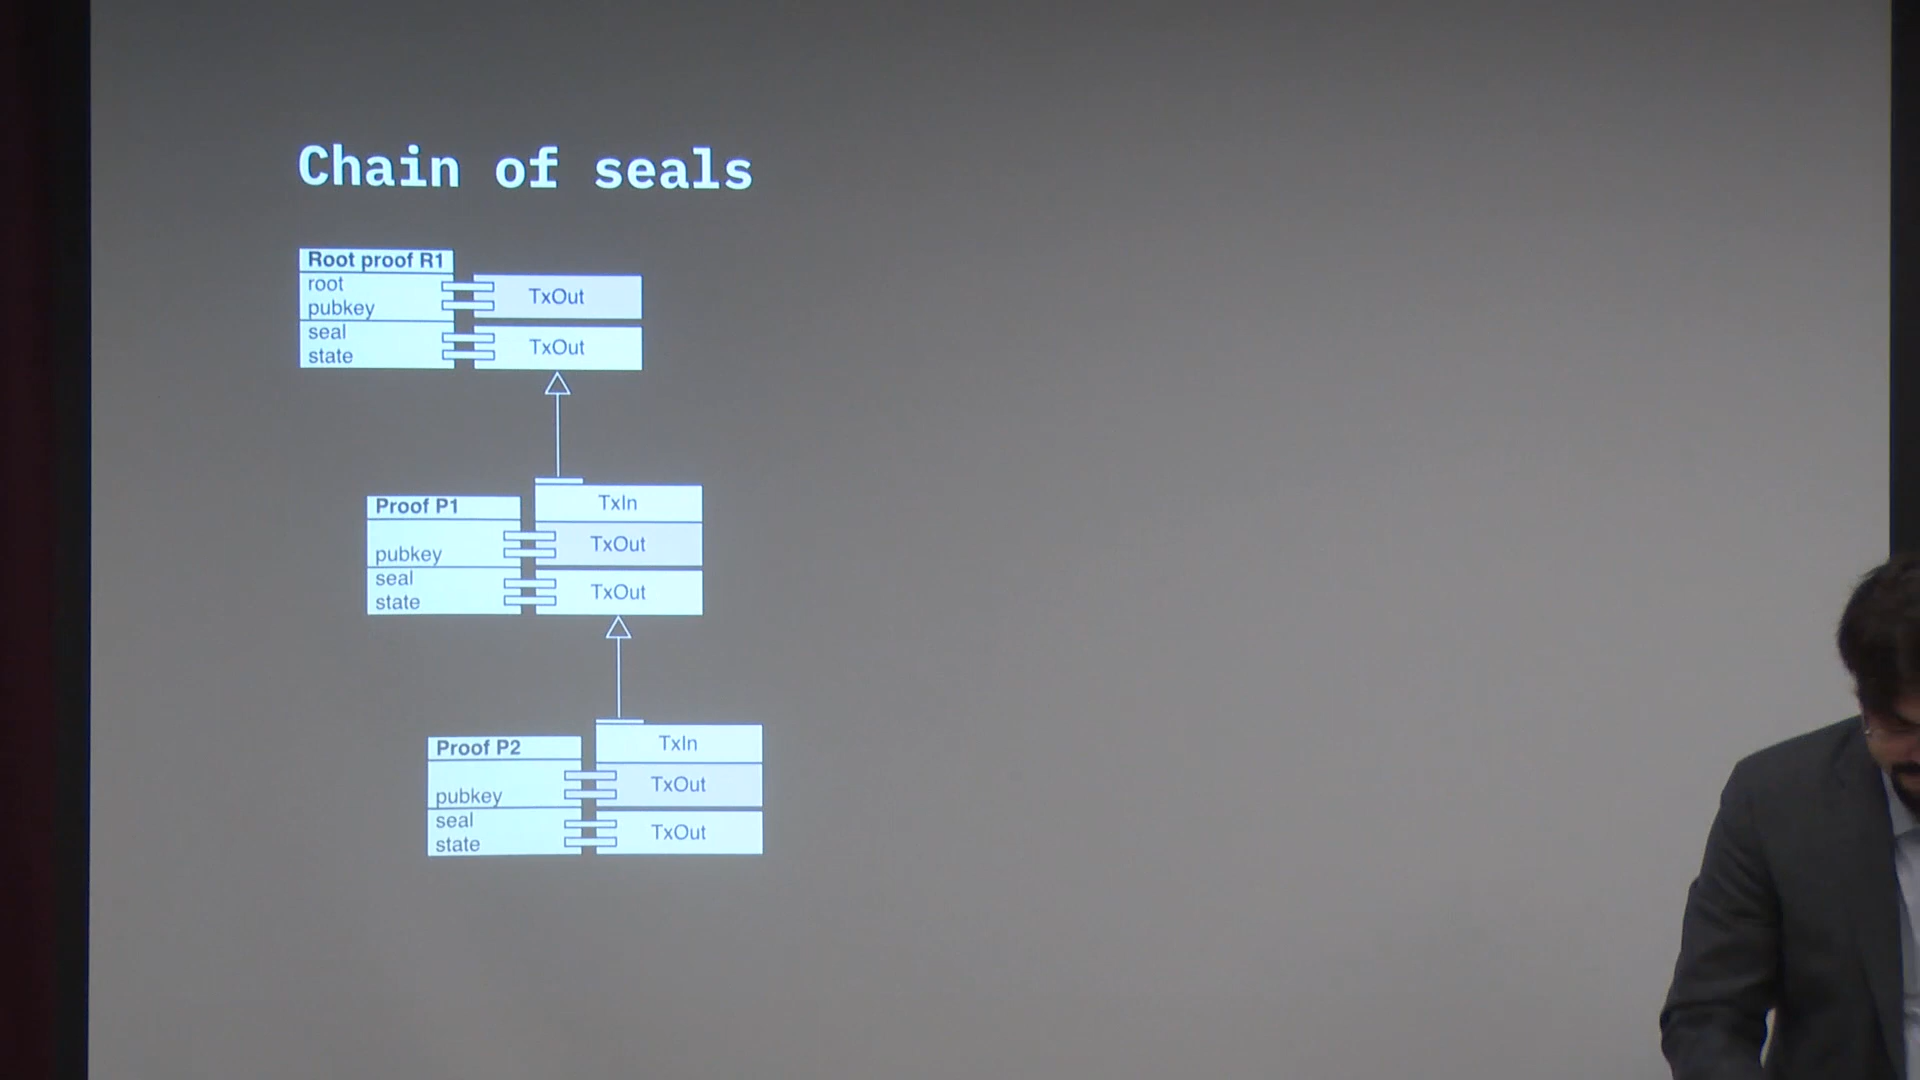 Chain of seals
Root proof R1
root
pubkey
seal
state
TxOut
TxOut
Proof P1
pubkey
seal
state
TxIn
TxOut
TxOut
Proof P2
pubkey
seal
state
TxIn
TxOut
TxOut